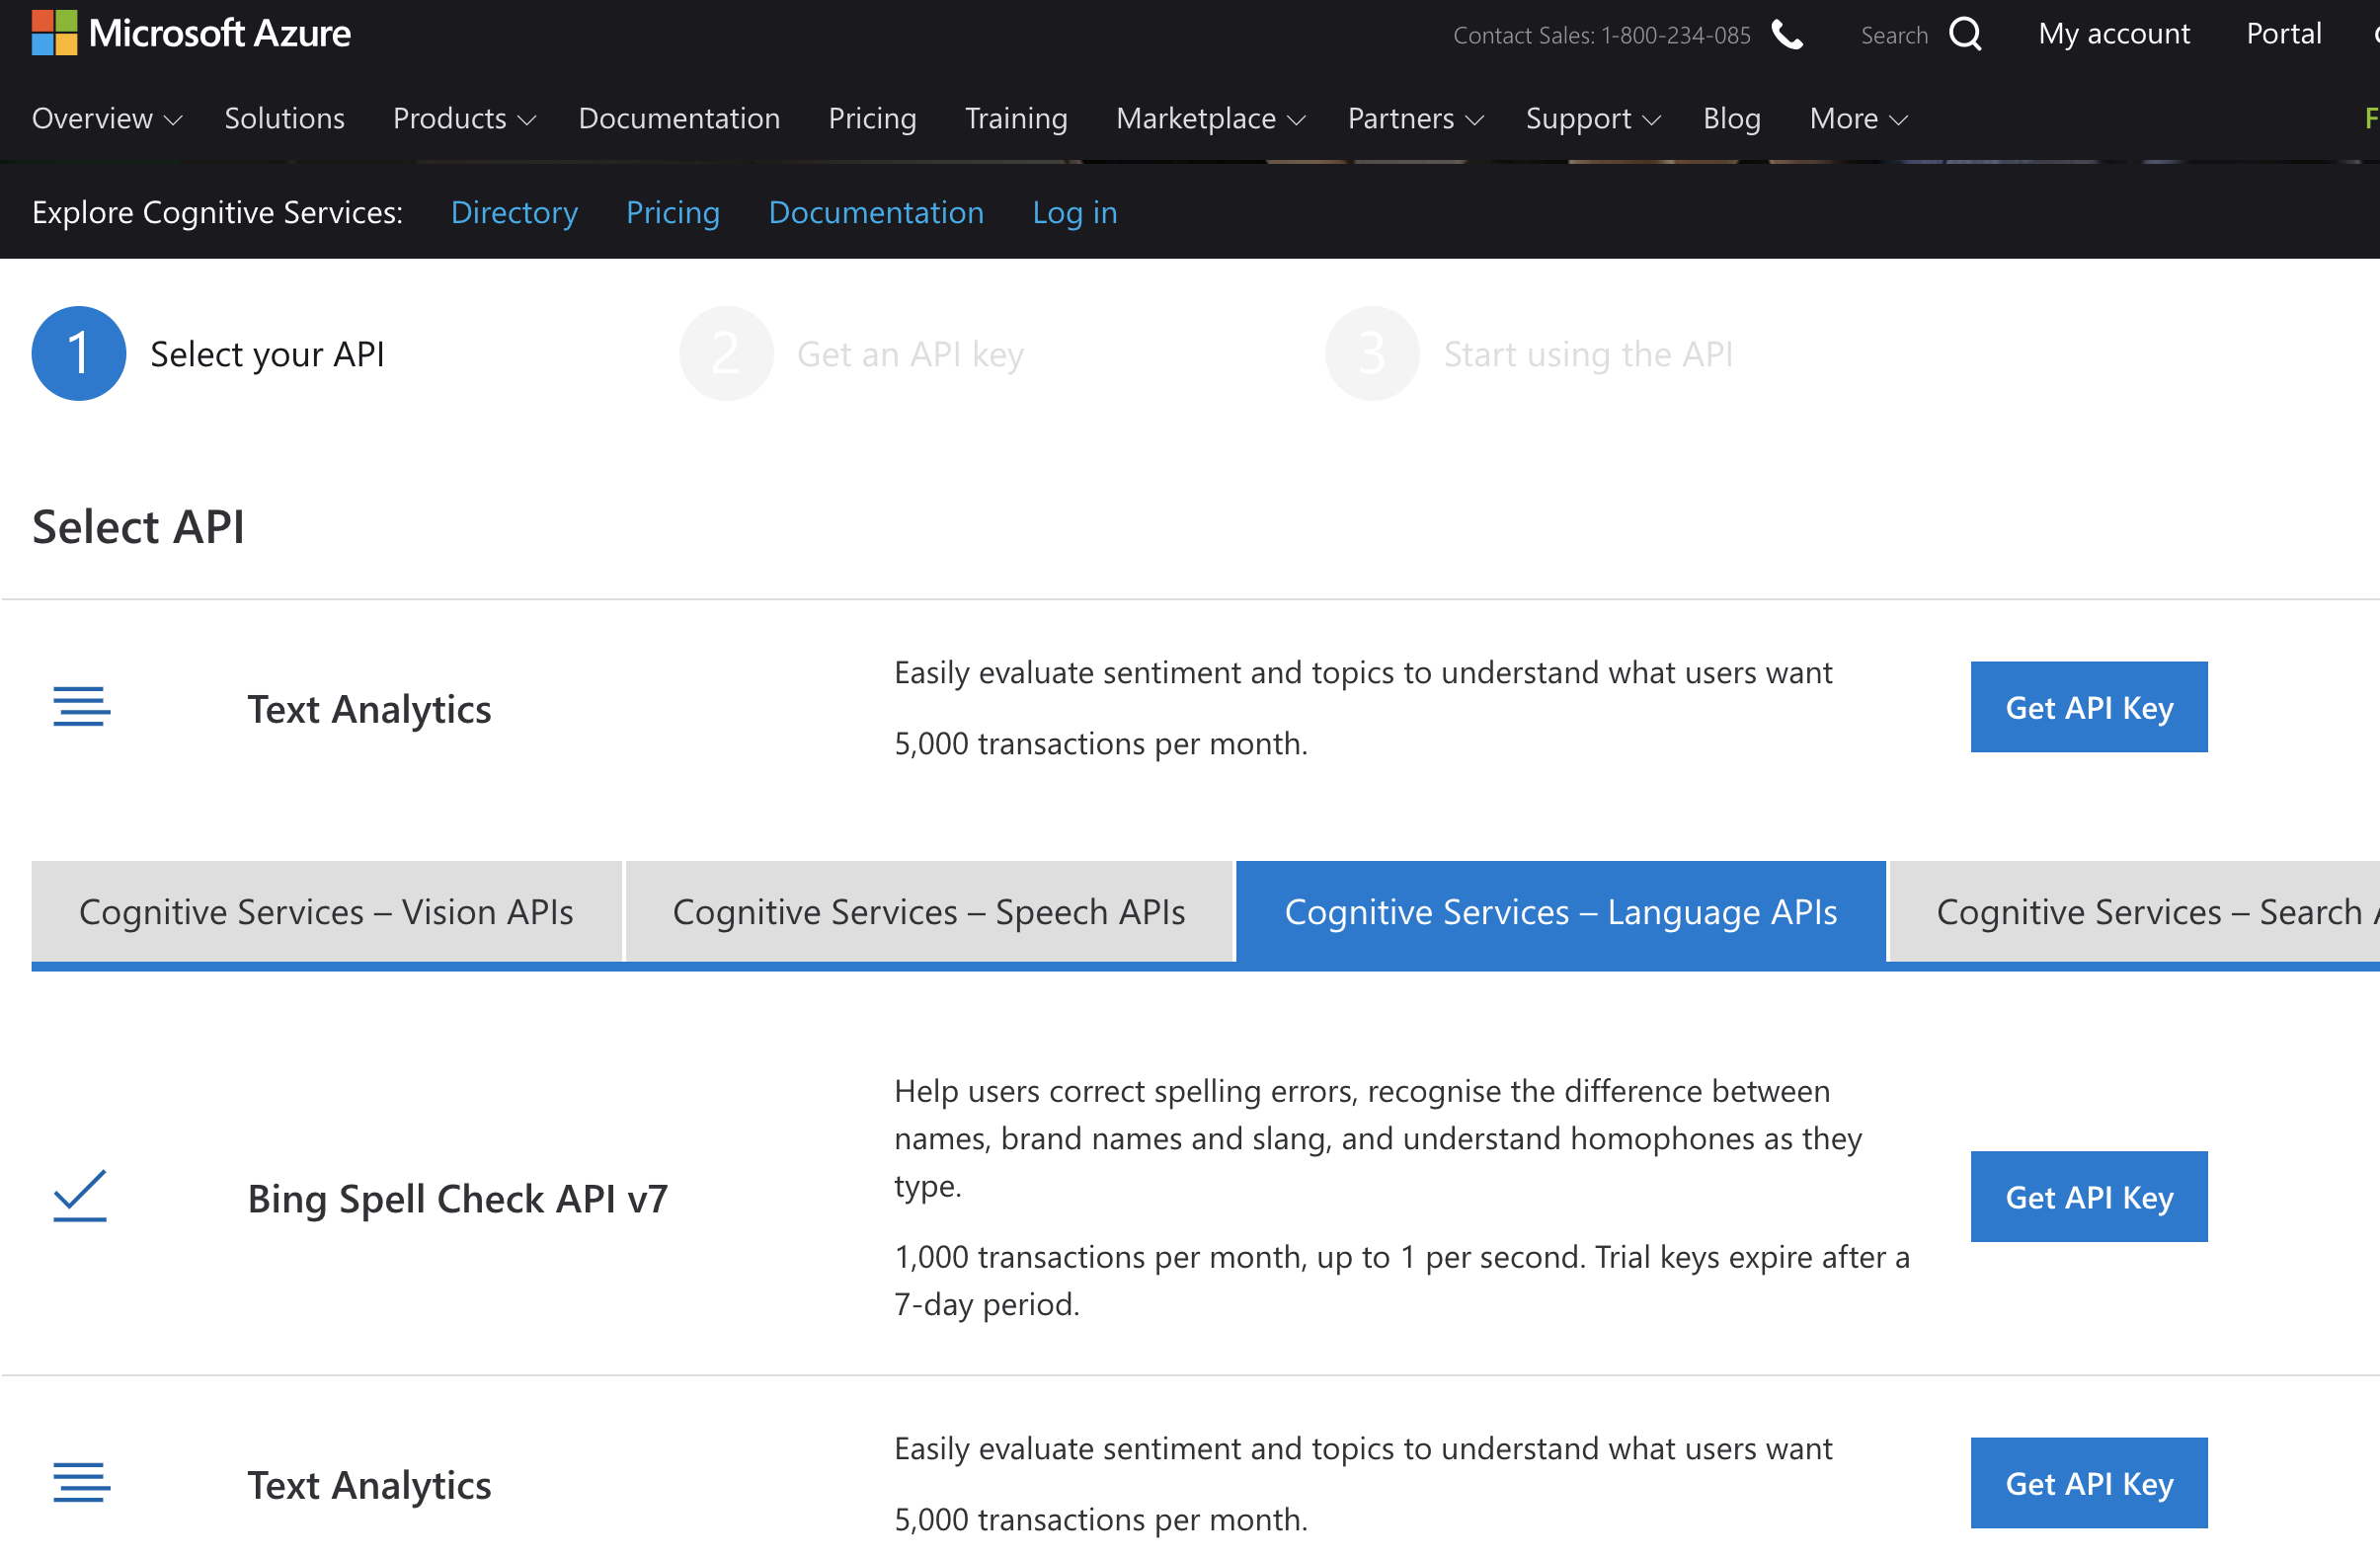 Microsoft Azure
Contact Sales: 1-800-234-085 Search My account Portal
Overview Solutions Products Documentation Pricing Training Marketplace Partners Support Blog More
Explore Cognitive Services: Directory Pricing Documentation Log in
1 Select your API 2 Get an API key 3 Start using the API
Select API
Text Analytics
Easily evaluate sentiment and topics to understand what users want
5,000 transactions per month.
Get API Key
Cognitive Services – Vision APIs Cognitive Services – Speech APIs Cognitive Services – Language APIs Cognitive Services – Search
Bing Spell Check API v7
Help users correct spelling errors, recognise the difference between
names, brand names and slang, and understand homophones as they
type.
1,000 transactions per month, up to 1 per second. Trial keys expire after a
7-day period.
Get API Key
Text Analytics
Easily evaluate sentiment and topics to understand what users want
5,000 transactions per month.
Get API Key